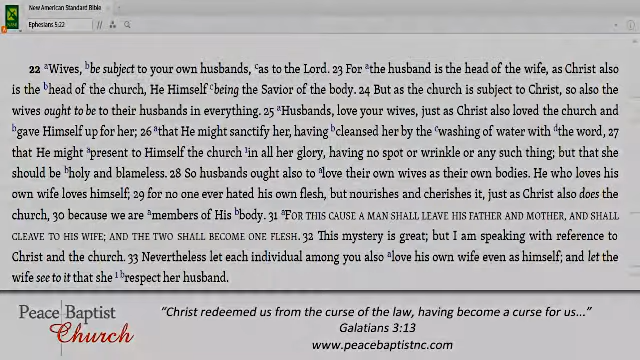 New American Standard Bible
Ephesians 5:22
22 aWives, bbe subject to your own husbands, cas to the Lord. 23 For athe husband is the head of the wife, as Christ also
is the bhead of the church, He Himself cbeing the Savior of the body. 24 But as the church is subject to Christ, so also the
wives ought to be to their husbands in everything. 25 aHusbands, love your wives, just as Christ also loved the church and
bgave Himself up for her; 26 athat He might sanctify her, having bcleansed her by the cwashing of water with dthe word, 27
that He might apresent to Himself the church 1in all her glory, having no spot or wrinkle or any such thing; but that she
should be bholy and blameless. 28 So husbands ought also to alove their own wives as their own bodies. He who loves his
own wife loves himself; 29 for no one ever hated his own flesh, but nourishes and cherishes it, just as Christ also does the
church, 30 because we are amembers of His bbody. 31 aFOR THIS CAUSE A MAN SHALL LEAVE HIS FATHER AND MOTHER, AND SHALL
CLEAVE TO HIS WIFE; AND THE TWO SHALL BECOME ONE FLESH. 32 This mystery is great; but I am speaking with reference to
Christ and the church. 33 Nevertheless let each individual among you also alove his own wife even as himself; and let the
wife see to it that she 1brespect her husband.
Peace Baptist
Church
"Christ redeemed us from the curse of the law, having become a curse for us..."
Galatians 3:13
www.peacebaptistnc.com